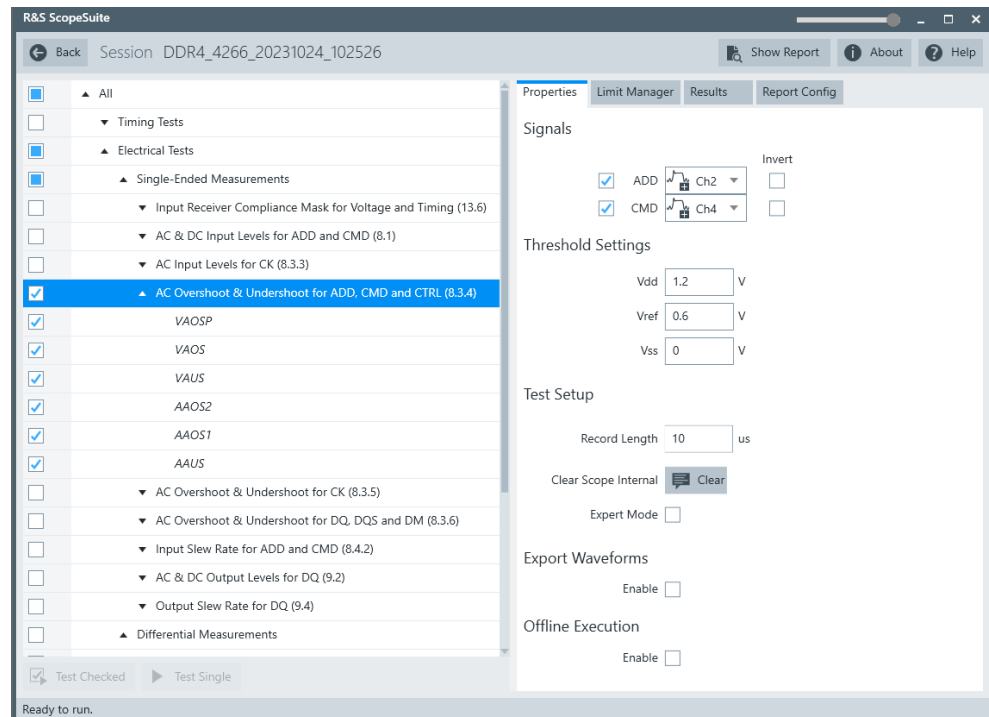 R&S ScopeSuite
Back Session DDR4_4266_20231024_102526 Show Report About Help
All
Timing Tests
Electrical Tests
Single-Ended Measurements
Input Receiver Compliance Mask for Voltage and Timing (13.6)
AC & DC Input Levels for ADD and CMD (8.1)
AC Input Levels for CK (8.3.3)
AC Overshoot & Undershoot for ADD, CMD and CTRL (8.3.4)
VAOSP
VAOS
VAUS
AAOS2
AAOS1
AAUS
AC Overshoot & Undershoot for CK (8.3.5)
AC Overshoot & Undershoot for DQ, DQS and DM (8.3.6)
Input Slew Rate for ADD and CMD (8.4.2)
AC & DC Output Levels for DQ (9.2)
Output Slew Rate for DQ (9.4)
Differential Measurements
Test Checked Test Single
Properties Limit Manager Results Report Config
Signals
Invert
ADD Ch2
CMD Ch4
Threshold Settings
Vdd 1.2 V
Vref 0.6 V
Vss 0 V
Test Setup
Record Length 10 us
Clear Scope Internal Clear
Expert Mode
Export Waveforms
Enable
Offline Execution
Enable
Ready to run.